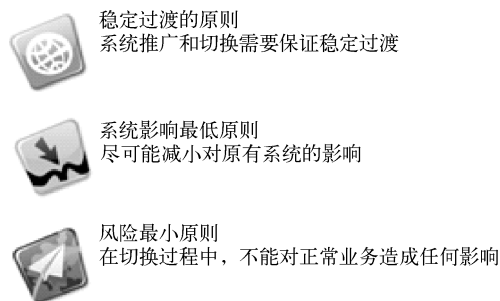 稳定过渡的原则
系统推广和切换需要保证稳定过渡
系统影响最低原则
尽可能减小对原有系统的影响
风险最小原则
在切换过程中，不能对正常业务造成任何影响